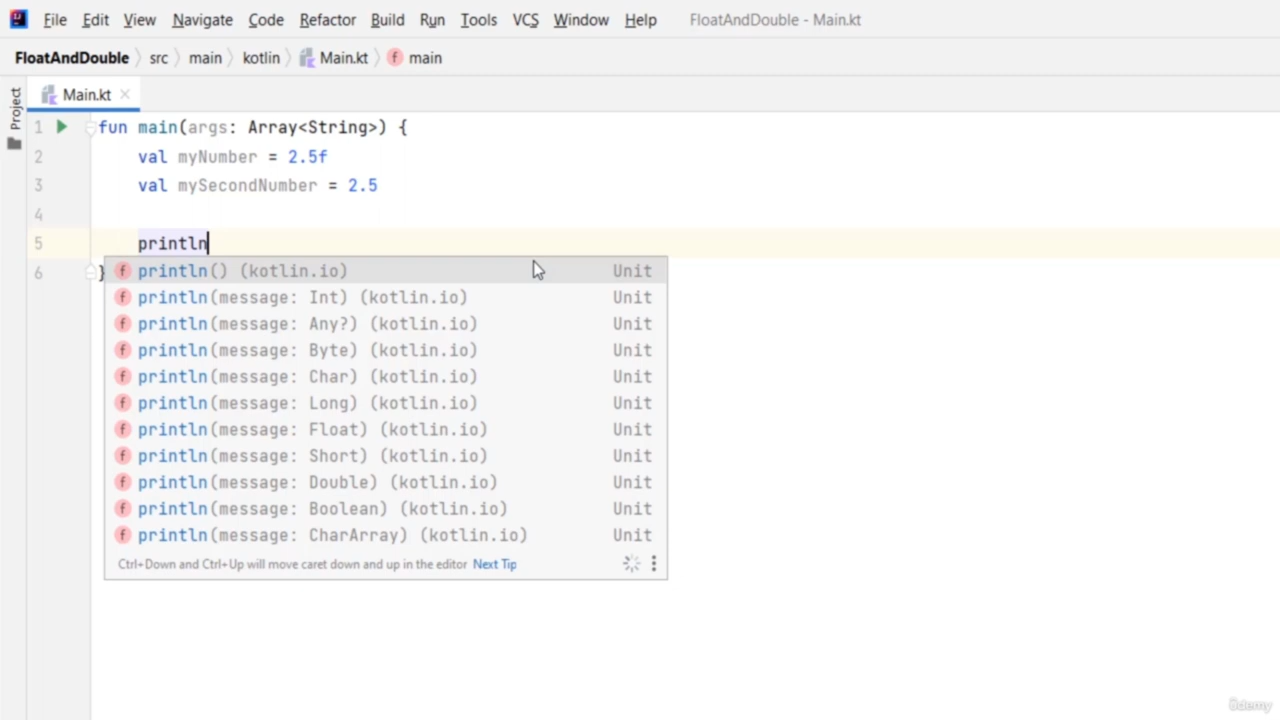 File Edit View Navigate Code Refactor Build Run Tools VCS Window Help FloatAndDouble - Main.kt
FloatAndDouble src main kotlin Main.kt f main
Project
Main.kt
1 fun main(args: Array<String>) {
2 val myNumber = 2.5f
3 val mySecondNumber = 2.5
4
5 println
6 }
f println() (kotlin.io) Unit
f println(message: Int) (kotlin.io) Unit
f println(message: Any?) (kotlin.io) Unit
f println(message: Byte) (kotlin.io) Unit
f println(message: Char) (kotlin.io) Unit
f println(message: Long) (kotlin.io) Unit
f println(message: Float) (kotlin.io) Unit
f println(message: Short) (kotlin.io) Unit
f println(message: Double) (kotlin.io) Unit
f println(message: Boolean) (kotlin.io) Unit
f println(message: CharArray) (kotlin.io) Unit
Ctrl+Down and Ctrl+Up will move caret down and up in the editor Next Tip
ûdemy